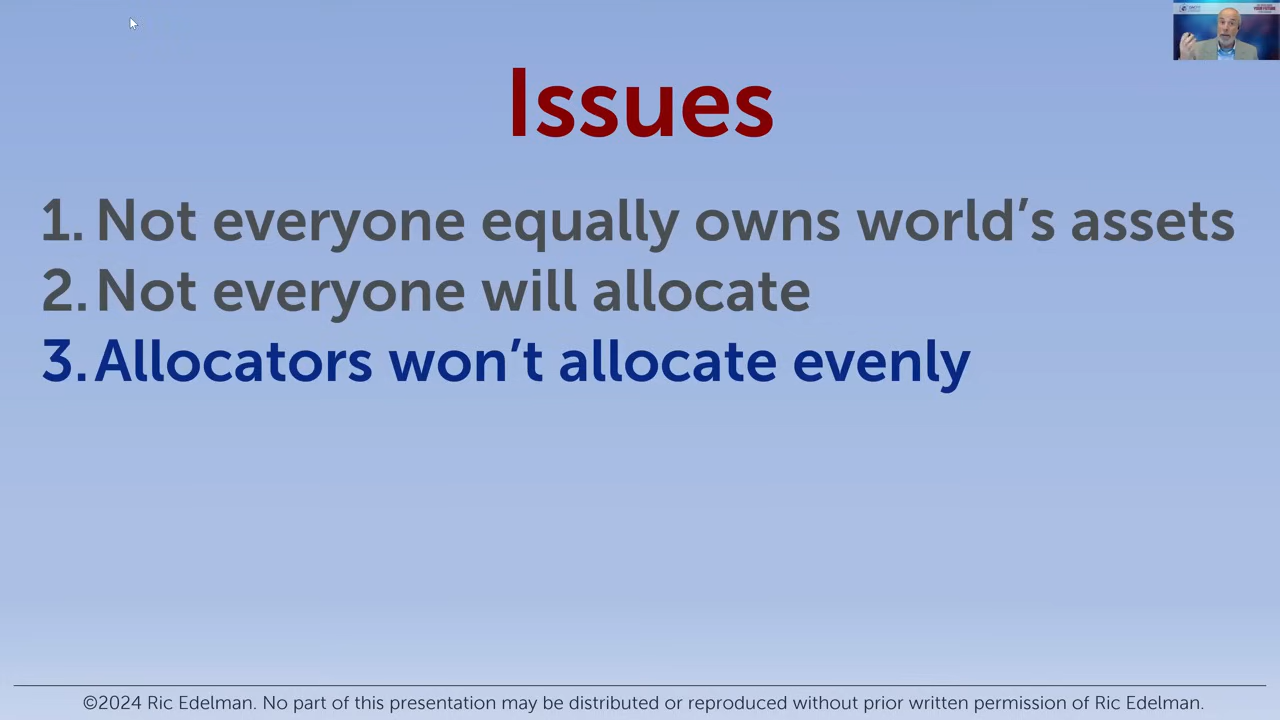 Issues
1. Not everyone equally owns world’s assets
2. Not everyone will allocate
3. Allocators won’t allocate evenly
©2024 Ric Edelman. No part of this presentation may be distributed or reproduced without prior written permission of Ric Edelman.